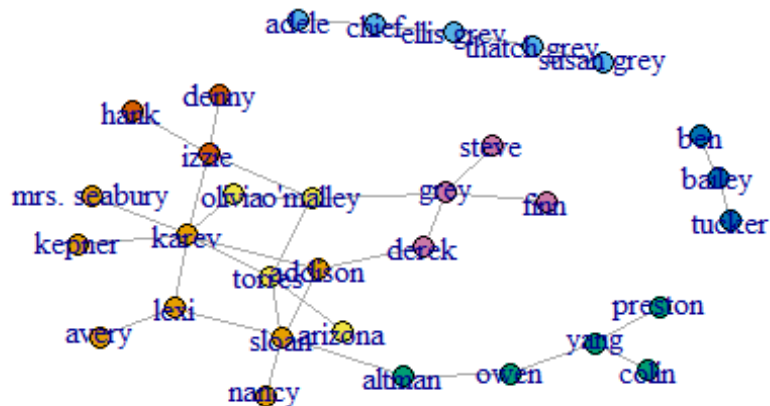 adele
chief
ellis grey
thatch grey
susan grey
denny
hank
steve
ben
izzie
bailey
mrs. seabury
olivia
o'malley
grey
finn
tucker
karev
kepner
derek
torres
addison
preston
lexi
avery
sloan
arizona
yang
altman
owen
colin
nancy